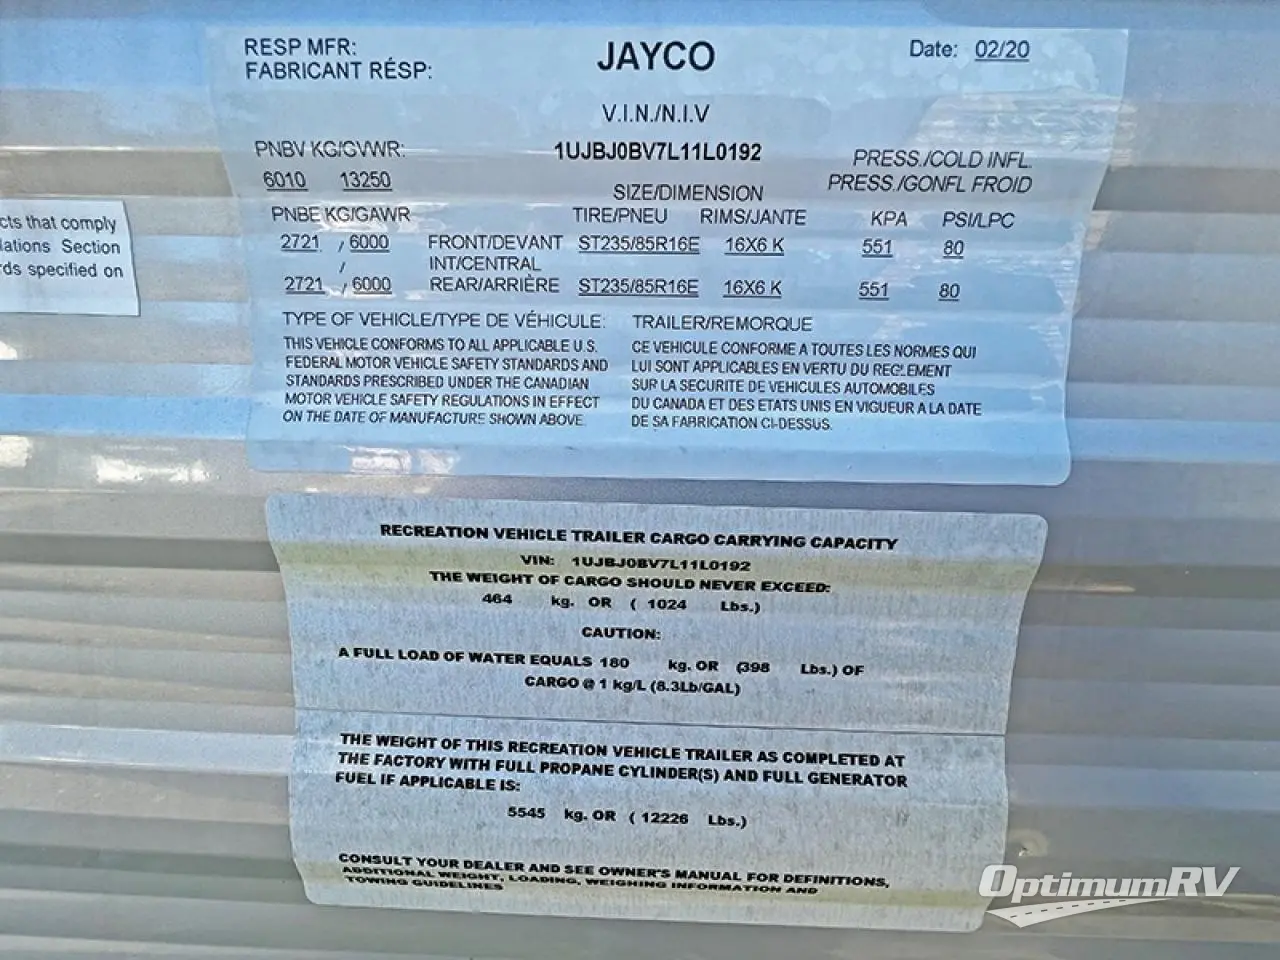 RESP MFR:
FABRICANT RÉSP:
JAYCO
Date: 02/20
V.I.N./N.I.V
PNBV KG/GVWR:
1UJBJ0BV7L11L0192
PRESS./COLD INFL.
6010 13250
SIZE/DIMENSION
PRESS./GONFL FROID
PNBE KG/GAWR
TIRE/PNEU RIMS/JANTE
KPA PSI/LPC
2721 / 6000 FRONT/DEVANT ST235/85R16E 16X6 K 551 80
/ INT/CENTRAL
2721 / 6000 REAR/ARRIÈRE ST235/85R16E 16X6 K 551 80
TYPE OF VEHICLE/TYPE DE VÉHICULE: TRAILER/REMORQUE
THIS VEHICLE CONFORMS TO ALL APPLICABLE U.S.
FEDERAL MOTOR VEHICLE SAFETY STANDARDS AND
STANDARDS PRESCRIBED UNDER THE CANADIAN
MOTOR VEHICLE SAFETY REGULATIONS IN EFFECT
ON THE DATE OF MANUFACTURE SHOWN ABOVE.
CE VEHICULE CONFORME A TOUTES LES NORMES QUI
LUI SONT APPLICABLES EN VERTU DU REGLEMENT
SUR LA SECURITE DE VEHICULES AUTOMOBILES
DU CANADA ET DES ETATS UNIS EN VIGUEUR A LA DATE
DE SA FABRICATION CI-DESSUS.
cts that comply
lations Section
rds specified on
RECREATION VEHICLE TRAILER CARGO CARRYING CAPACITY
VIN: 1UJBJ0BV7L11L0192
THE WEIGHT OF CARGO SHOULD NEVER EXCEED:
464 kg. OR ( 1024 Lbs.)
CAUTION:
A FULL LOAD OF WATER EQUALS 180 kg. OR (398 Lbs.) OF
CARGO @ 1 kg/L (8.3Lb/GAL)
THE WEIGHT OF THIS RECREATION VEHICLE TRAILER AS COMPLETED AT
THE FACTORY WITH FULL PROPANE CYLINDER(S) AND FULL GENERATOR
FUEL IF APPLICABLE IS:
5545 kg. OR ( 12226 Lbs.)
CONSULT YOUR DEALER AND SEE OWNER'S MANUAL FOR DEFINITIONS,
ADDITIONAL WEIGHT, LOADING, WEIGHING INFORMATION AND
TOWING GUIDELINES
OptimumRV